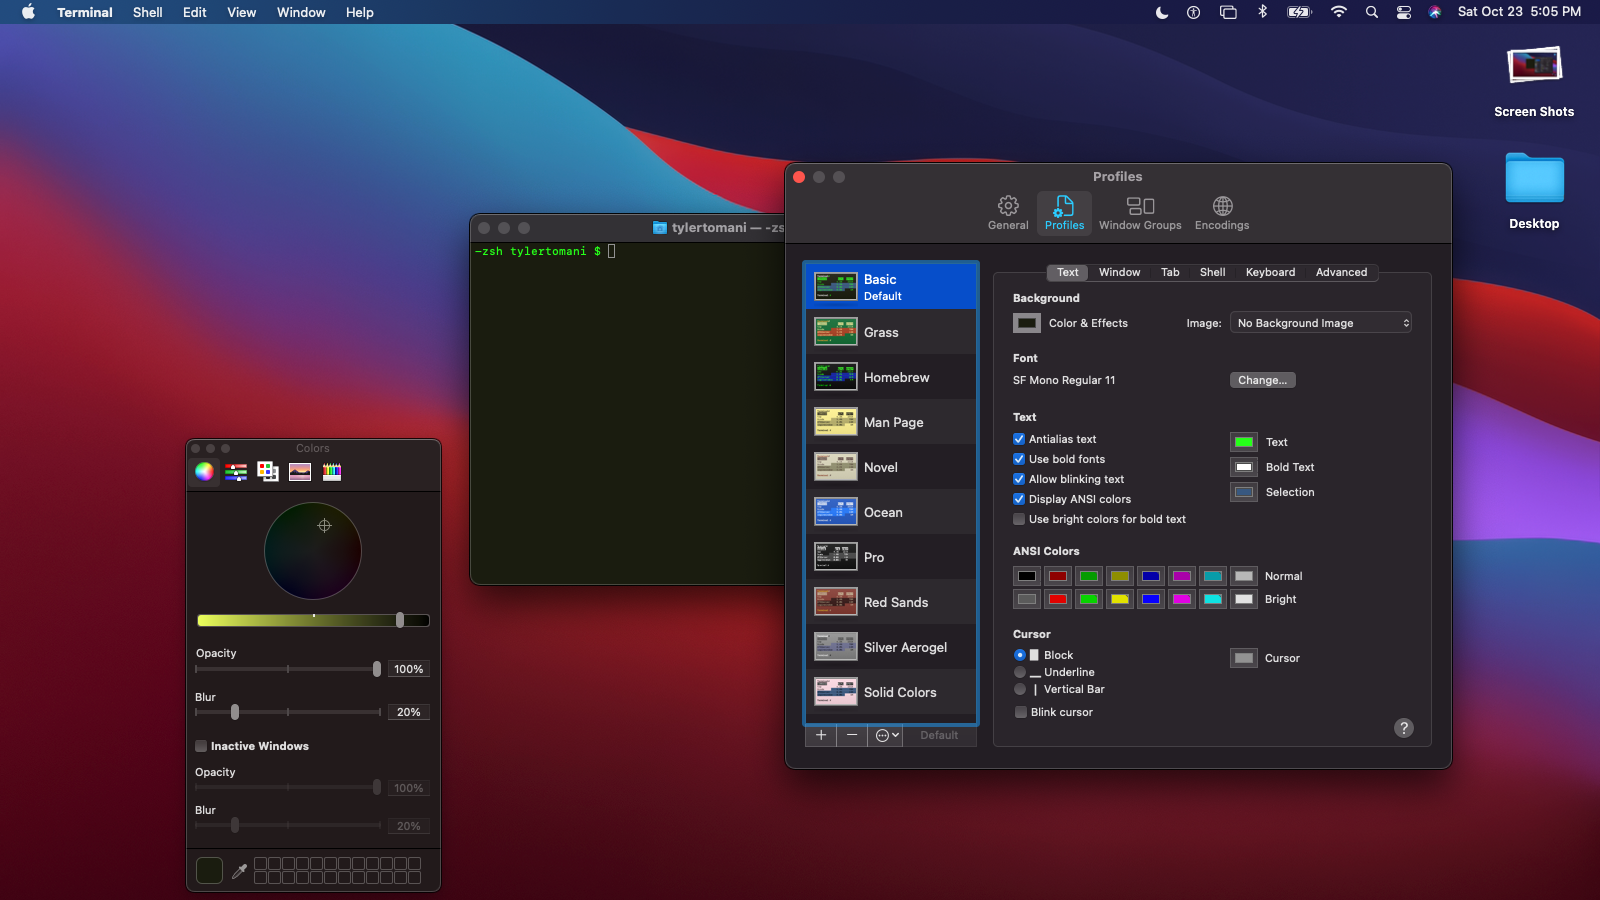 Terminal Shell Edit View Window Help Sat Oct 23 5:05 PM
Screen Shots
Desktop
tylertomani — -zs
-zsh tylertomani $
Profiles
General Profiles Window Groups Encodings
Basic
Default
Grass
Homebrew
Man Page
Novel
Ocean
Pro
Red Sands
Silver Aerogel
Solid Colors
+ − Default
Text Window Tab Shell Keyboard Advanced
Background
Color & Effects Image: No Background Image
Font
SF Mono Regular 11 Change...
Text
Antialias text Text
Use bold fonts Bold Text
Allow blinking text Selection
Display ANSI colors
Use bright colors for bold text
ANSI Colors
Normal
Bright
Cursor
Block Cursor
Underline
Vertical Bar
Blink cursor
?
Colors
Opacity
100%
Blur
20%
Inactive Windows
Opacity
100%
Blur
20%